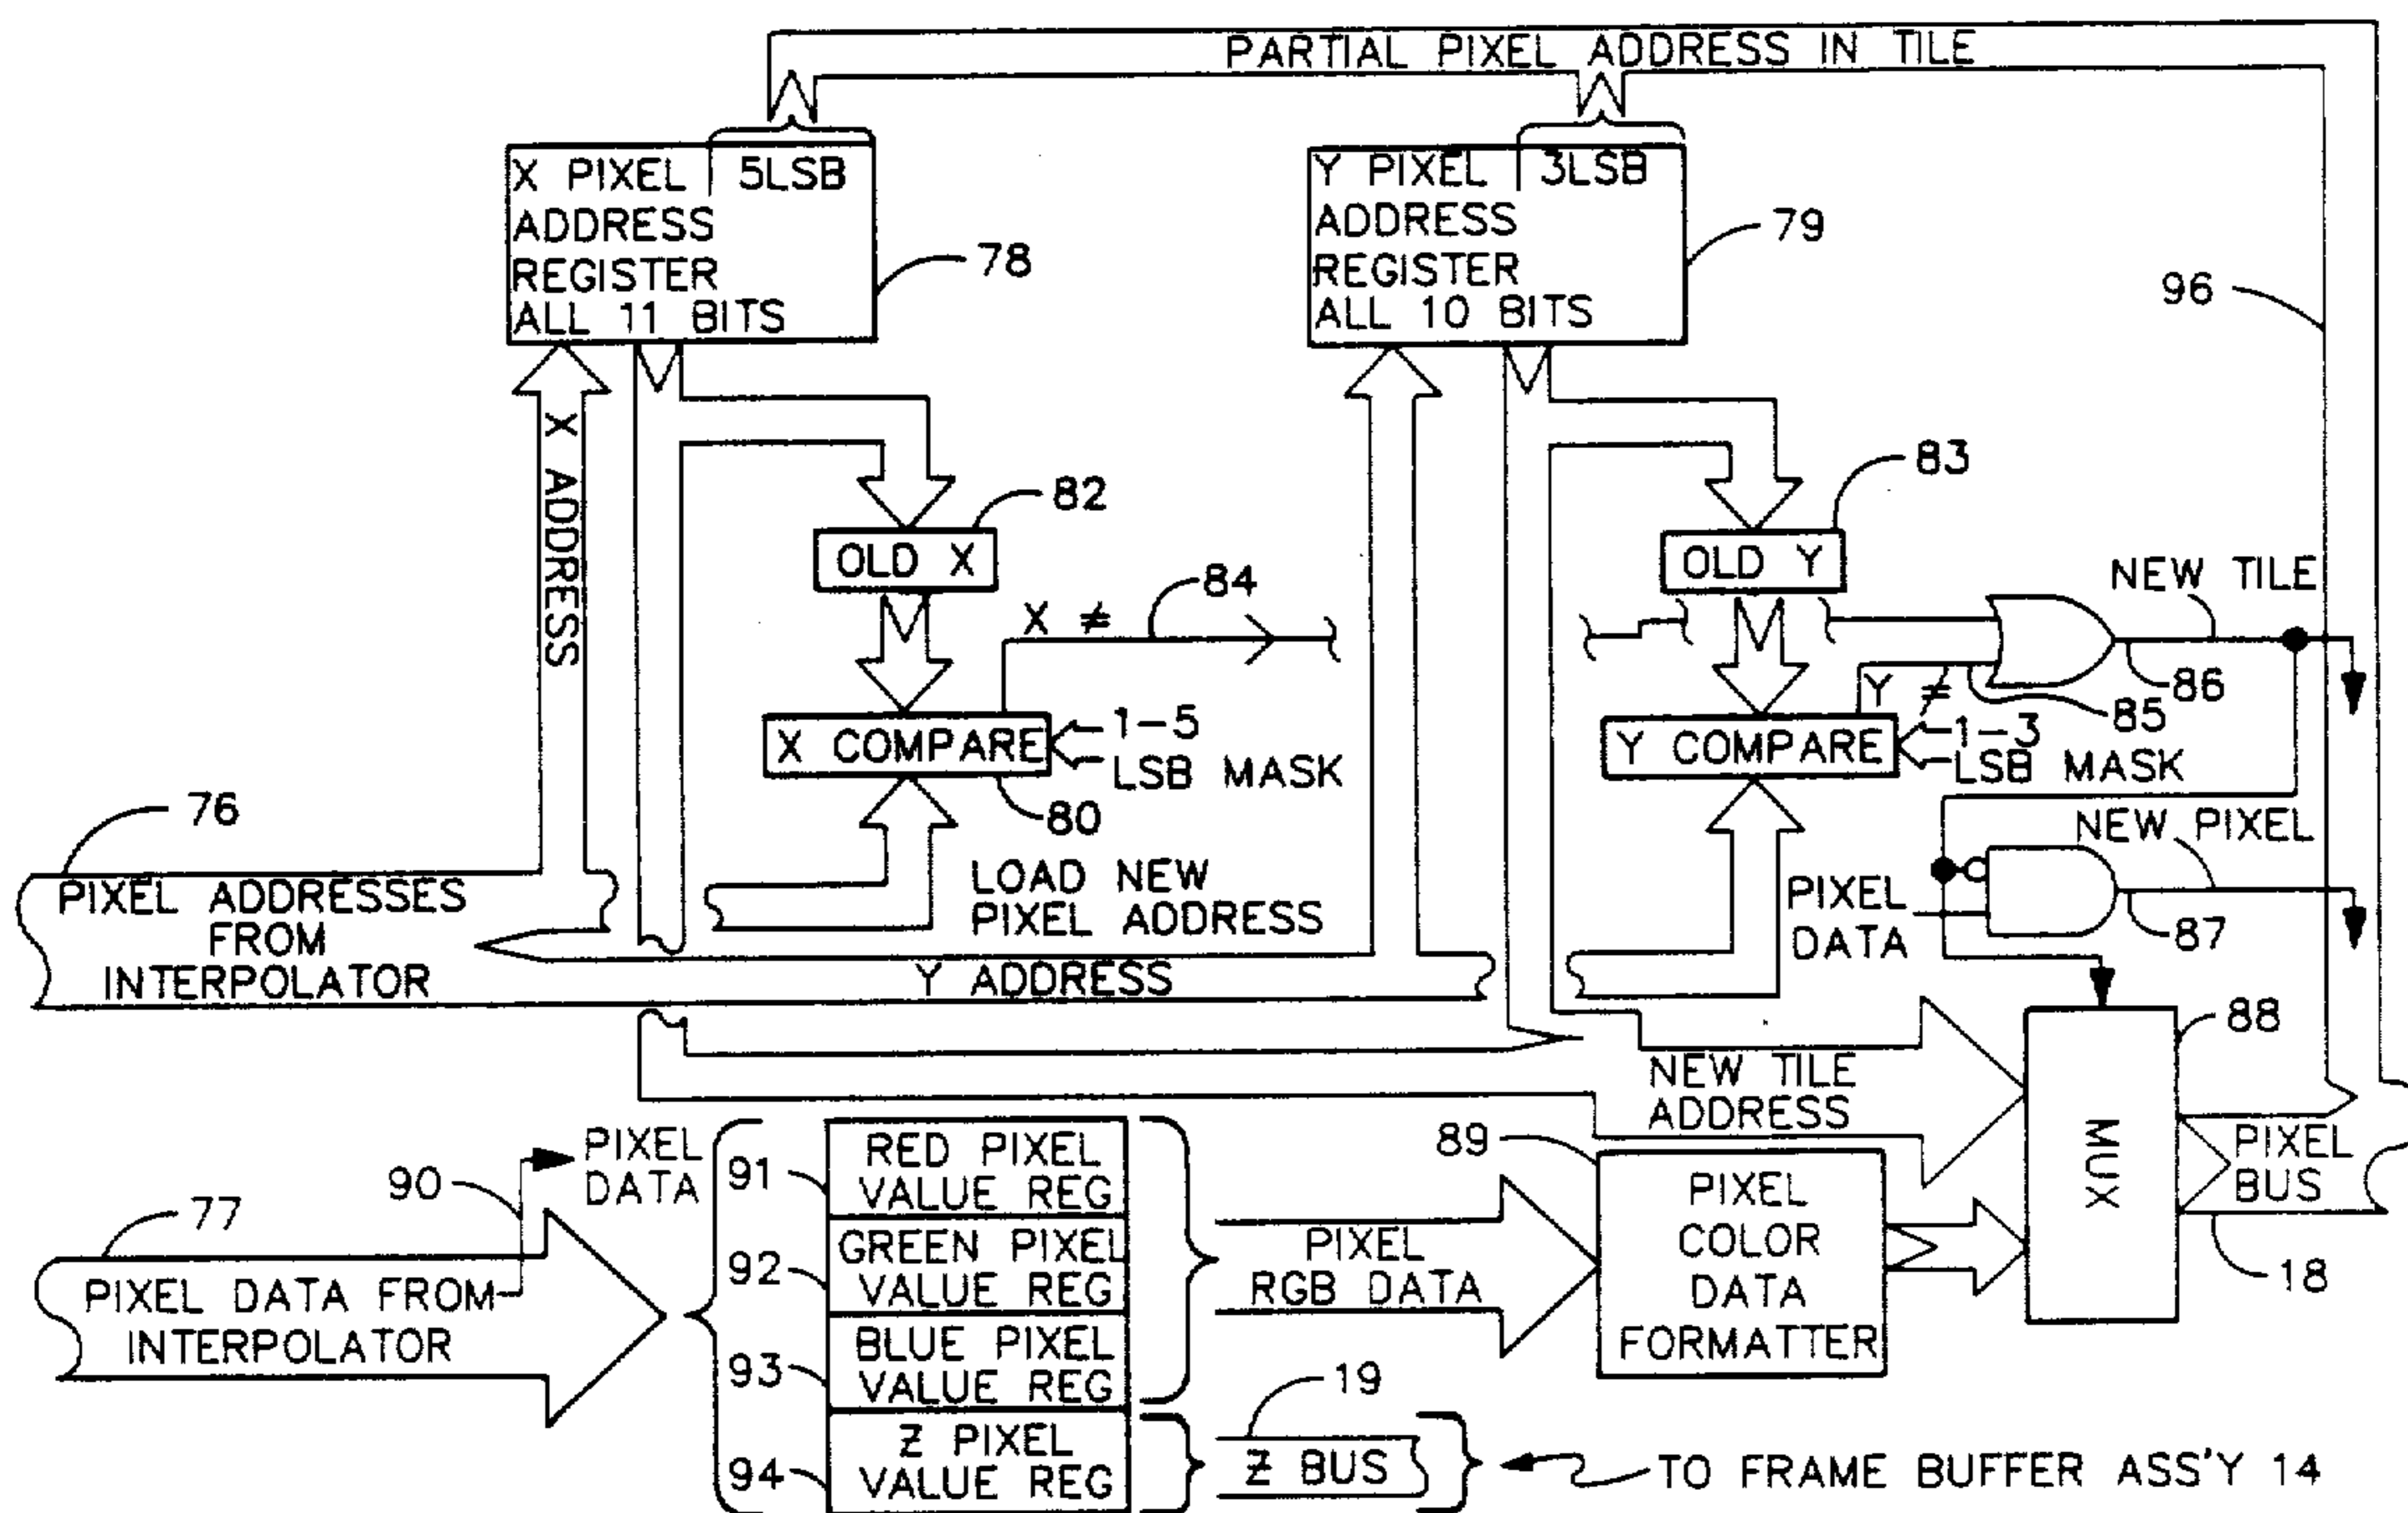 PARTIAL PIXEL ADDRESS IN TILE
X PIXEL 5LSB
ADDRESS
REGISTER
ALL 11 BITS
78
Y PIXEL 3LSB
ADDRESS
REGISTER
ALL 10 BITS
79
96
X ADDRESS
82
OLD X
84
X ≠
83
OLD Y
NEW TILE
86
Y ≠
85
X COMPARE
1-5
LSB MASK
80
Y COMPARE
1-3
LSB MASK
76
PIXEL ADDRESSES
FROM
INTERPOLATOR
LOAD NEW
PIXEL ADDRESS
NEW PIXEL
PIXEL
DATA
87
Y ADDRESS
88
NEW TILE
ADDRESS
MUX
PIXEL
BUS
18
90
PIXEL
DATA
77
PIXEL DATA FROM
INTERPOLATOR
91
RED PIXEL
VALUE REG
92
GREEN PIXEL
VALUE REG
93
BLUE PIXEL
VALUE REG
94
Z PIXEL
VALUE REG
PIXEL
RGB DATA
89
PIXEL
COLOR
DATA
FORMATTER
19
Z BUS
TO FRAME BUFFER ASS'Y 14